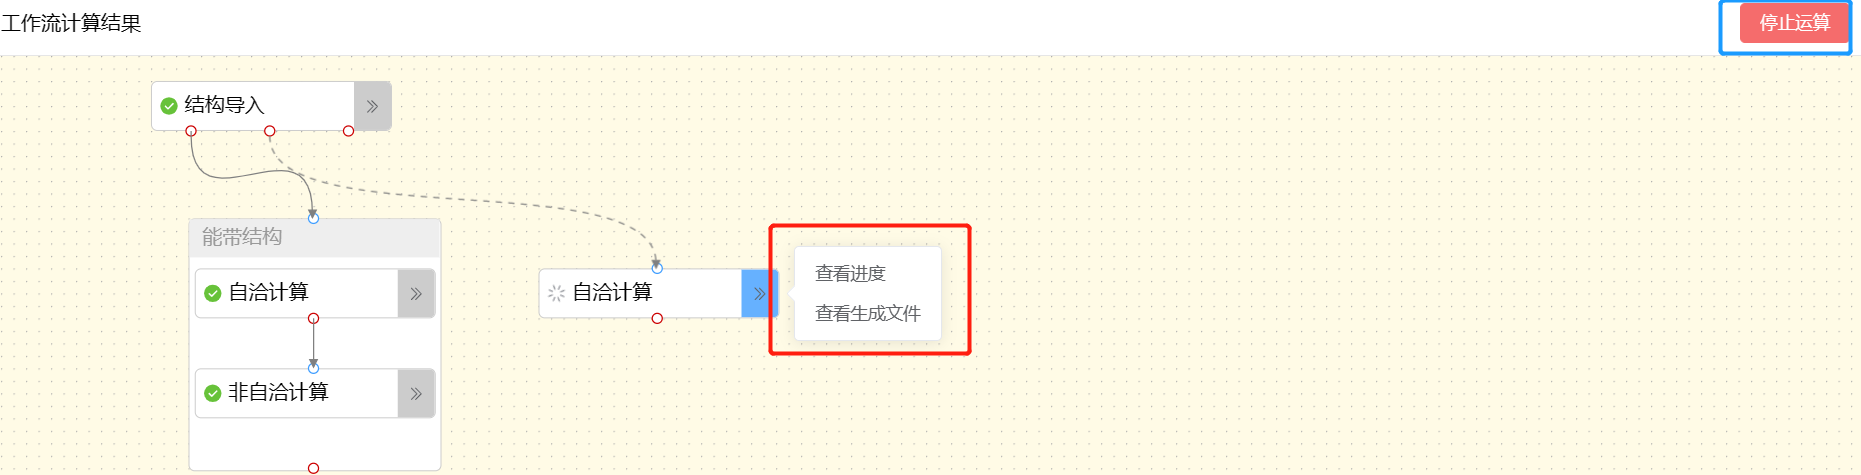 工作流计算结果
停止运算
结构导入
能带结构
自洽计算
自洽计算
查看进度
查看生成文件
非自洽计算